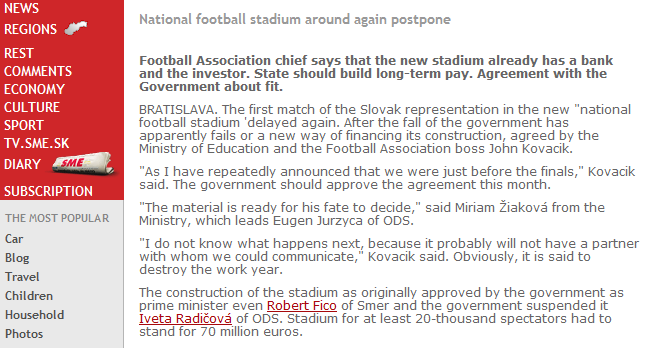 NEWS
REGIONS
REST
COMMENTS
ECONOMY
CULTURE
SPORT
TV.SME.SK
DIARY
SME
SUBSCRIPTION
THE MOST POPULAR
Car
Blog
Travel
Children
Household
Photos
National football stadium around again postpone
Football Association chief says that the new stadium already has a bank
and the investor. State should build long-term pay. Agreement with the
Government about fit.
BRATISLAVA. The first match of the Slovak representation in the new "national
football stadium 'delayed again. After the fall of the government has
apparently fails or a new way of financing its construction, agreed by the
Ministry of Education and the Football Association boss John Kovacik.
"As I have repeatedly announced that we were just before the finals," Kovacik
said. The government should approve the agreement this month.
"The material is ready for his fate to decide," said Miriam Žiaková from the
Ministry, which leads Eugen Jurzyca of ODS.
"I do not know what happens next, because it probably will not have a partner
with whom we could communicate," Kovacik said. Obviously, it is said to
destroy the work year.
The construction of the stadium as originally approved by the government as
prime minister even Robert Fico of Smer and the government suspended it
Iveta Radičová of ODS. Stadium for at least 20-thousand spectators had to
stand for 70 million euros.